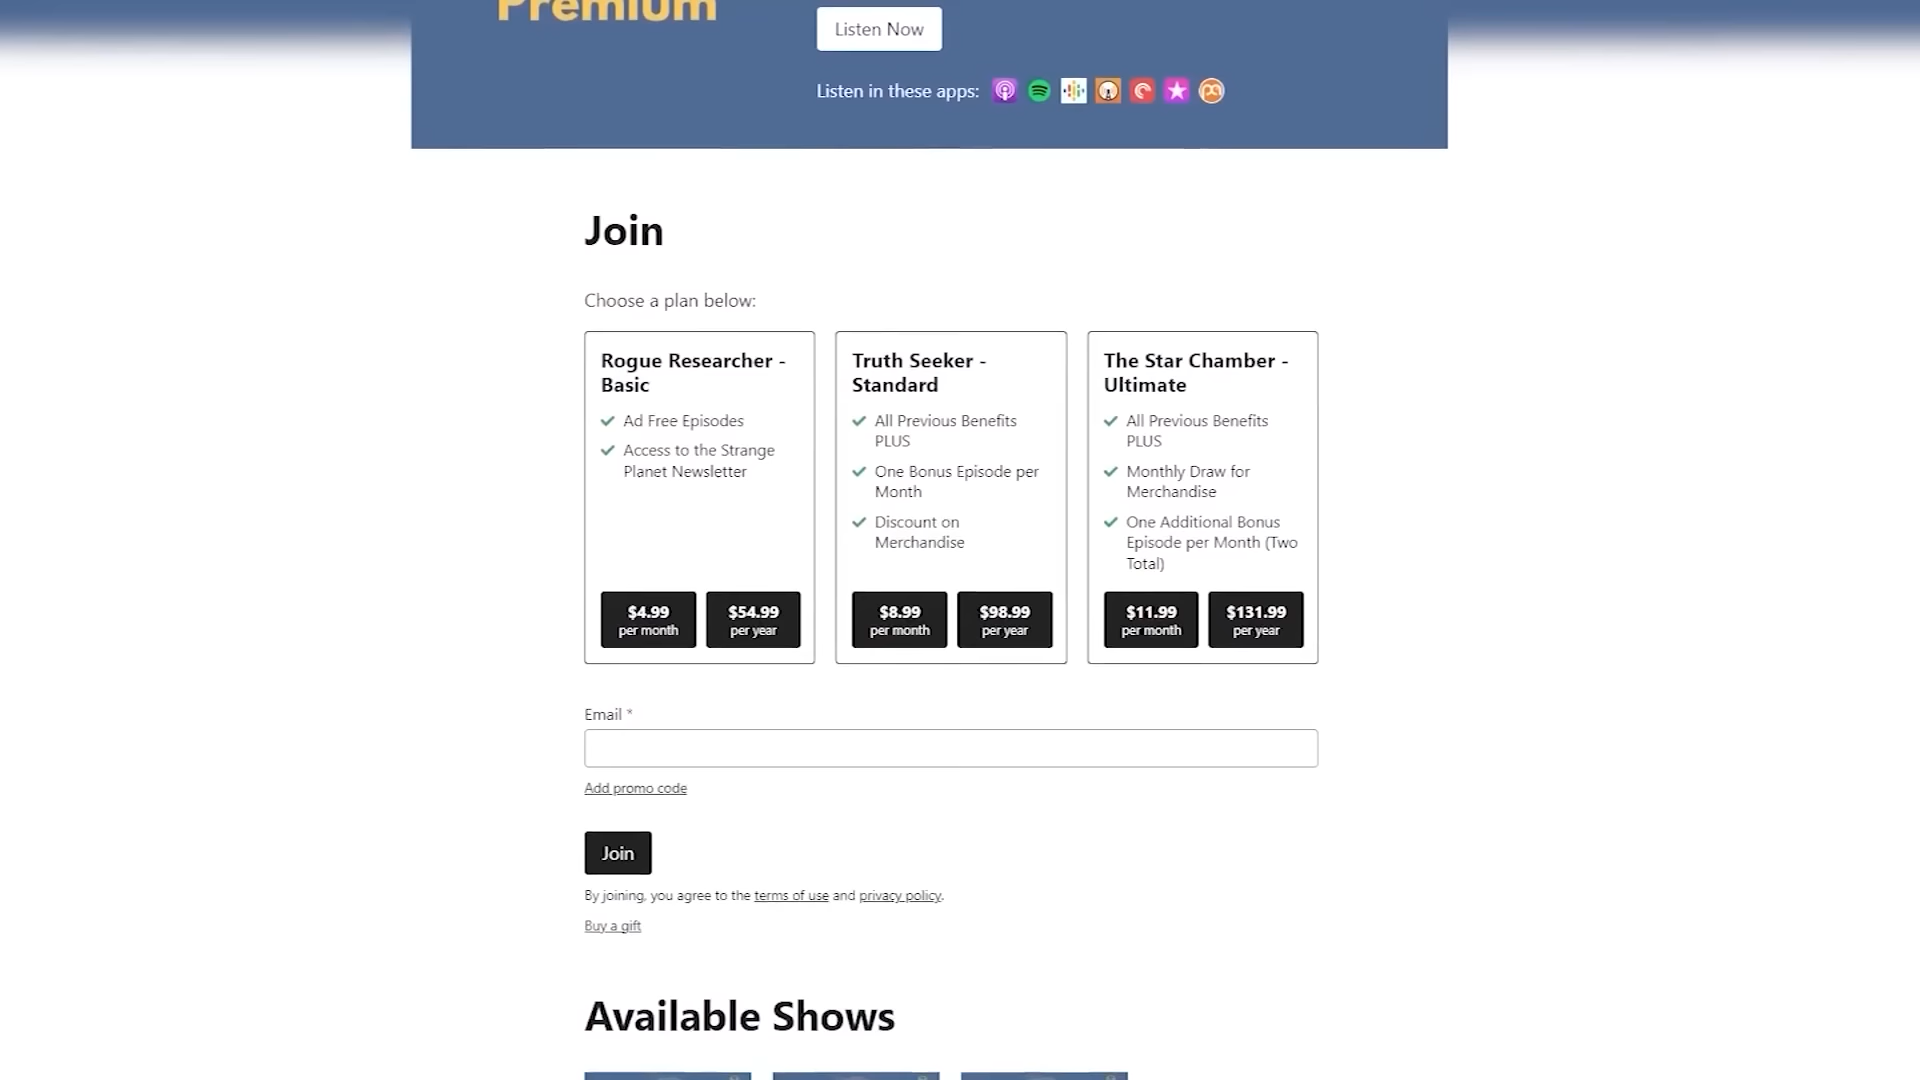 Premium
Listen Now
Listen in these apps:
Join
Choose a plan below:
Rogue Researcher -
Basic
Ad Free Episodes
Access to the Strange
Planet Newsletter
$4.99
per month
$54.99
per year
Truth Seeker -
Standard
All Previous Benefits
PLUS
One Bonus Episode per
Month
Discount on
Merchandise
$8.99
per month
$98.99
per year
The Star Chamber -
Ultimate
All Previous Benefits
PLUS
Monthly Draw for
Merchandise
One Additional Bonus
Episode per Month (Two
Total)
$11.99
per month
$131.99
per year
Email *
Add promo code
Join
By joining, you agree to the terms of use and privacy policy.
Buy a gift
Available Shows